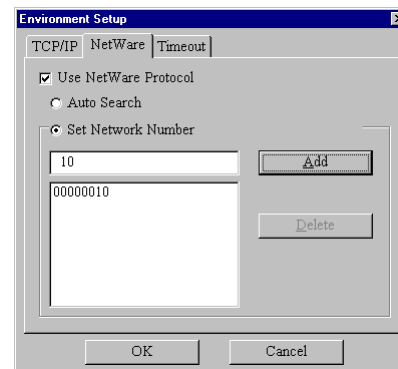 Environment Setup
TCP/IP NetWare Timeout
Use NetWare Protocol
Auto Search
Set Network Number
10 Add
00000010
Delete
OK Cancel